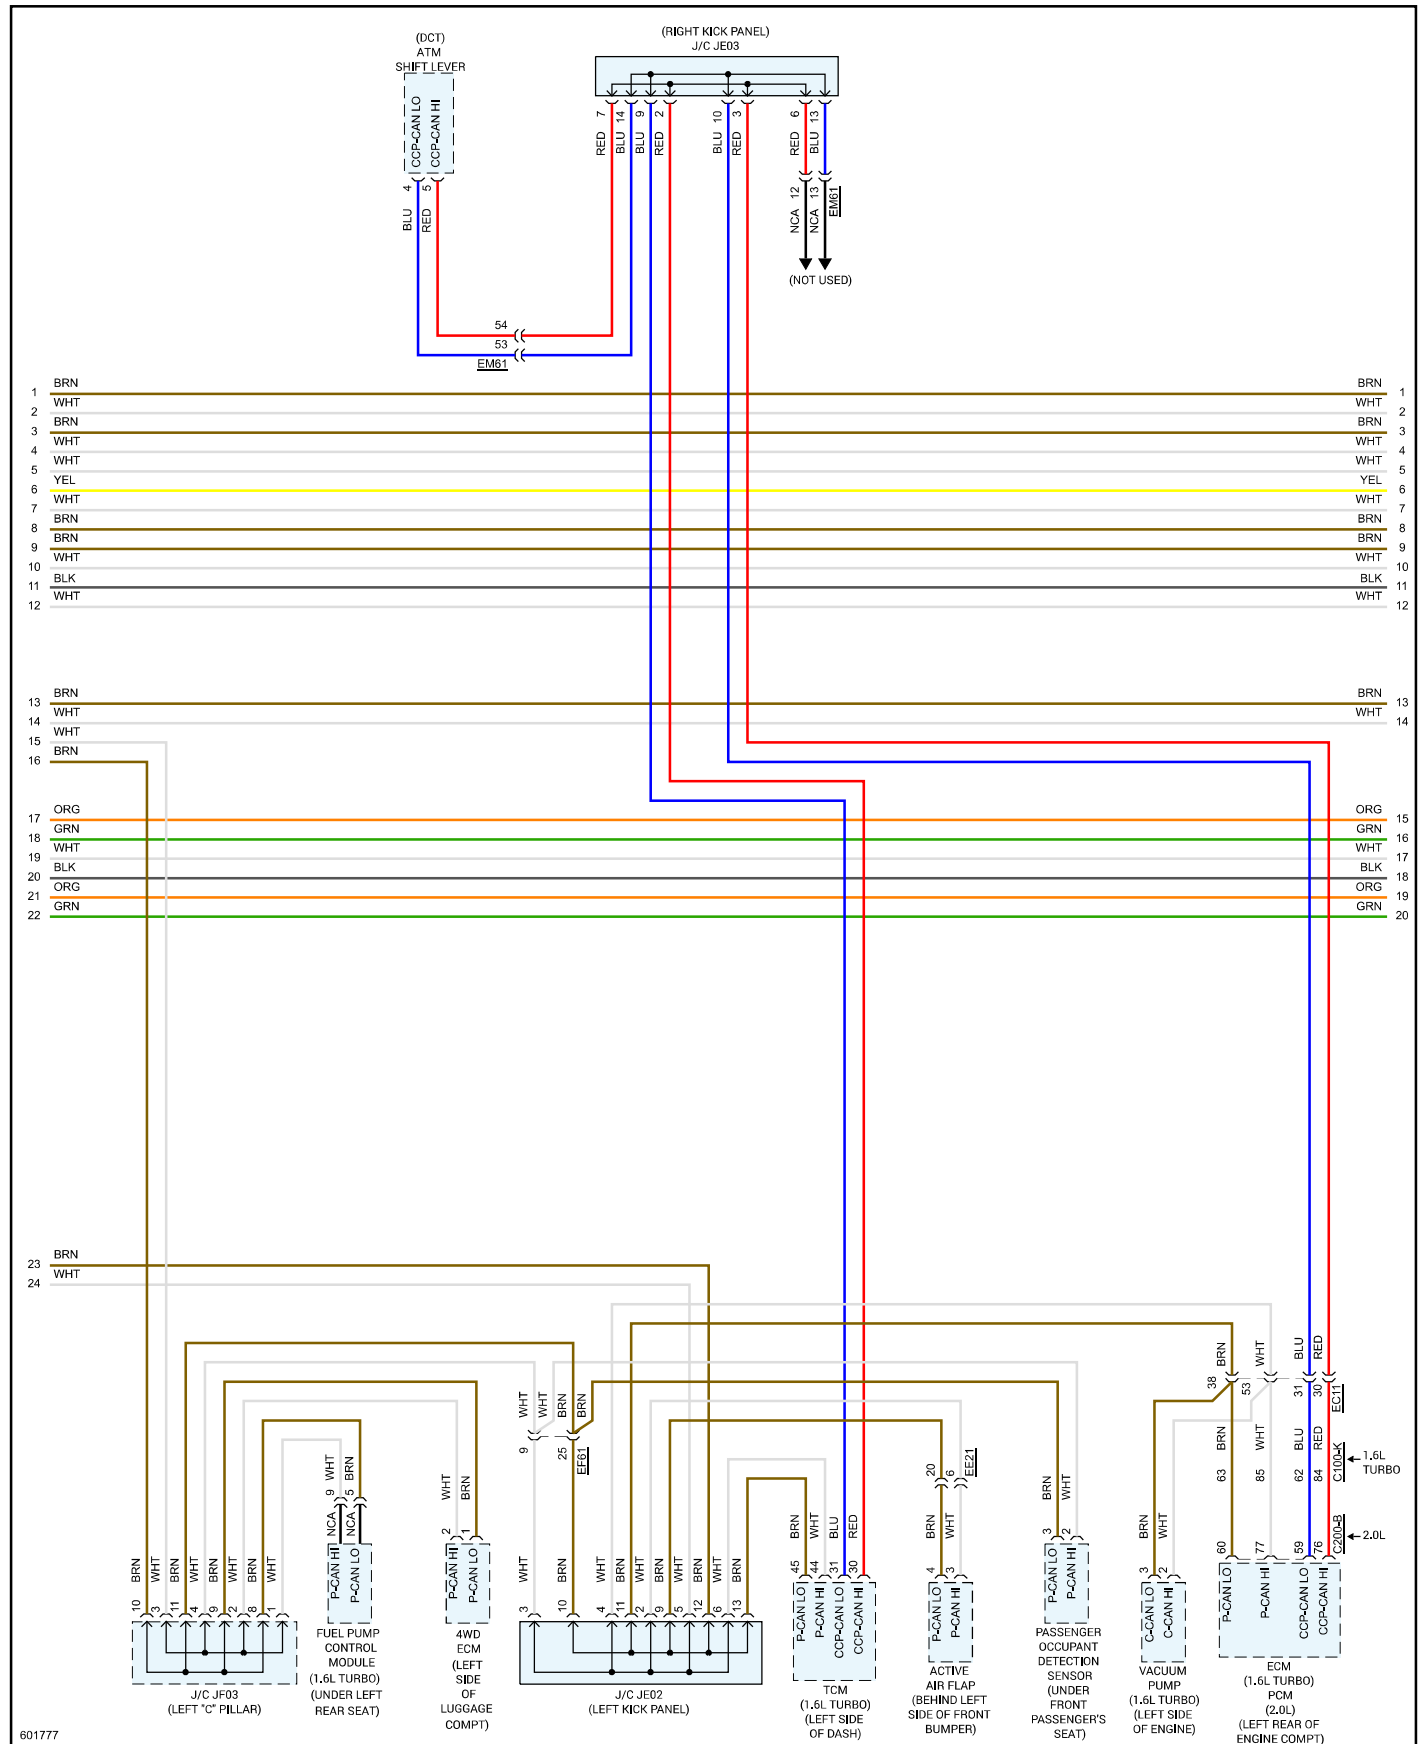 (DCT)
ATM
SHIFT LEVER
CCP-CAN LO
CCP-CAN HI
4
5
BLU
RED
(RIGHT KICK PANEL)
J/C JE03
7
14
9
2
10
3
6
13
RED
BLU
BLU
RED
BLU
RED
RED
BLU
12
13
EM61
NCA
NCA
(NOT USED)
54
53
EM61
1 BRN BRN 1
2 WHT WHT 2
3 BRN BRN 3
4 WHT WHT 4
5 WHT WHT 5
6 YEL YEL 6
7 WHT WHT 7
8 BRN BRN 8
9 BRN BRN 9
10 WHT WHT 10
11 BLK BLK 11
12 WHT WHT 12
13 BRN BRN 13
14 WHT WHT 14
15 WHT
16 BRN
17 ORG ORG 15
18 GRN GRN 16
19 WHT WHT 17
20 BLK BLK 18
21 ORG ORG 19
22 GRN GRN 20
23 BRN
24 WHT
BRN
WHT
BLU
RED
38
53
31
30
EC11
BRN
WHT
BLU
RED
63
85
62
84
C100-K
1.6L
TURBO
C200-B
2.0L
60
77
59
76
WHT
WHT
BRN
BRN
9
25
EF61
20
6
EE21
WHT
BRN
9
5
NCA
NCA
P-CAN HI
P-CAN LO
FUEL PUMP
CONTROL
MODULE
(1.6L TURBO)
(UNDER LEFT
REAR SEAT)
BRN
WHT
BRN
WHT
BRN
WHT
BRN
WHT
10
3
11
4
9
2
8
1
J/C JF03
(LEFT "C" PILLAR)
WHT
BRN
2
1
P-CAN HI
P-CAN LO
4WD
ECM
(LEFT
SIDE
OF
LUGGAGE
COMPT)
WHT
BRN
WHT
BRN
WHT
BRN
WHT
BRN
WHT
BRN
3
10
4
11
2
9
5
12
6
13
J/C JE02
(LEFT KICK PANEL)
BRN
WHT
BLU
RED
45
44
31
30
P-CAN LO
P-CAN HI
CCP-CAN LO
CCP-CAN HI
TCM
(1.6L TURBO)
(LEFT SIDE
OF DASH)
BRN
WHT
4
3
P-CAN LO
P-CAN HI
ACTIVE
AIR FLAP
(BEHIND LEFT
SIDE OF FRONT
BUMPER)
BRN
WHT
3
2
P-CAN LO
P-CAN HI
PASSENGER
OCCUPANT
DETECTION
SENSOR
(UNDER
FRONT
PASSENGER'S
SEAT)
BRN
WHT
3
2
C-CAN LO
C-CAN HI
VACUUM
PUMP
(1.6L TURBO)
(LEFT SIDE
OF ENGINE)
P-CAN LO
P-CAN HI
CCP-CAN LO
CCP-CAN HI
ECM
(1.6L TURBO)
PCM
(2.0L)
(LEFT REAR OF
ENGINE COMPT)
601777